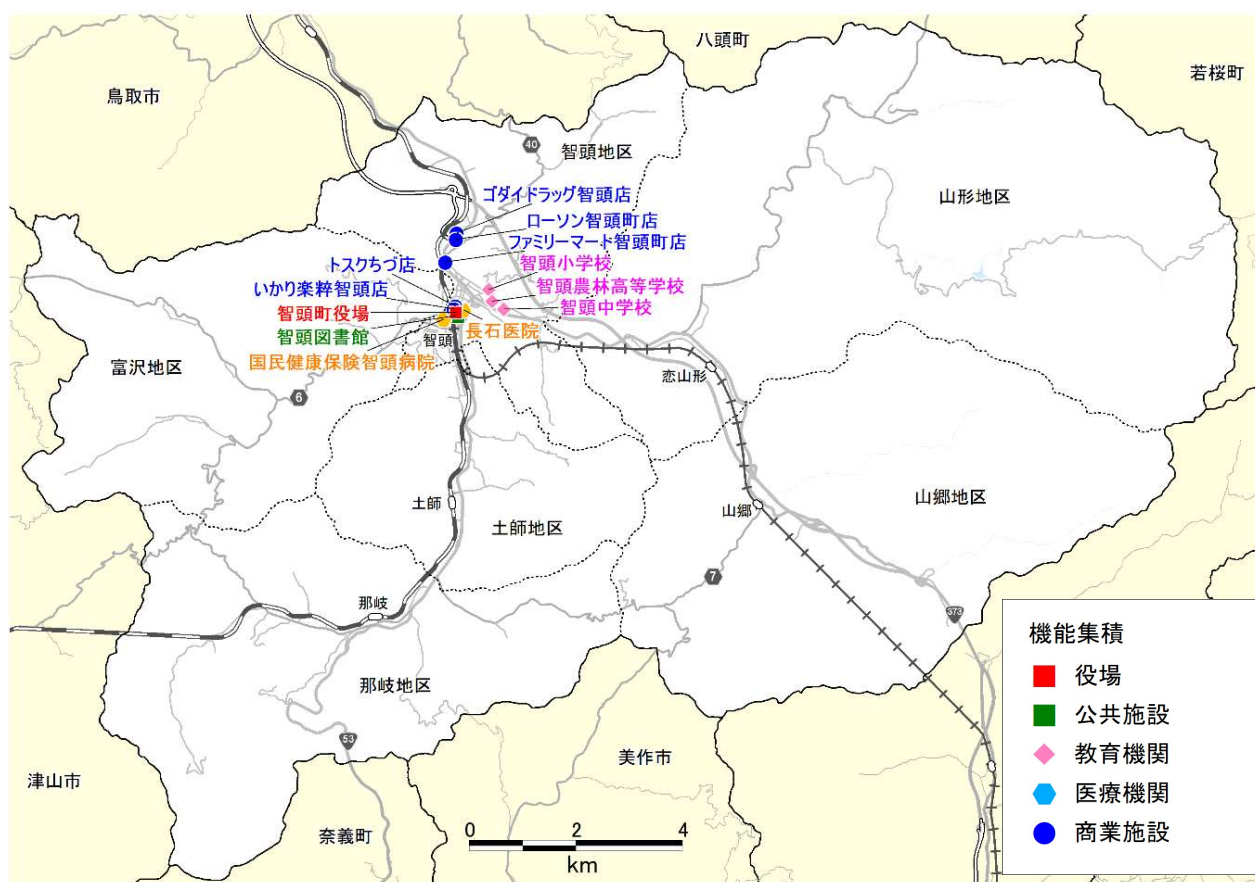 八頭町
若桜町
鳥取市
40
智頭地区
ゴダイドラッグ智頭店
山形地区
ローソン智頭町店
ファミリーマード智頭町店
トスクちづ店
智頭小学校
いかり楽粋智頭店
智頭農林高等学校
智頭町役場
智頭中学校
智頭図書館
長石医院
智頭
国民健康保険智頭病院
富沢地区
恋山形
6
山郷地区
土師
山郷
土師地区
7
那岐
373
那岐地区
53
美作市
津山市
奈義町
0 2 4
km
機能集積
役場
公共施設
教育機関
医療機関
商業施設